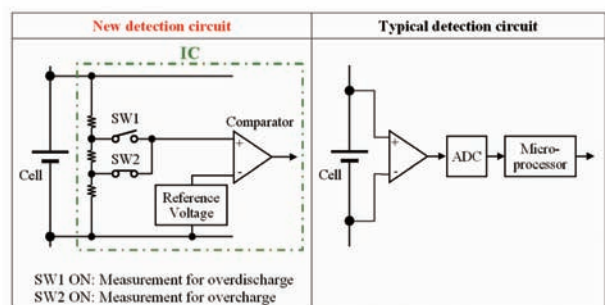 New detection circuit
Typical detection circuit
IC
SW1
Comparator
SW2
+
-
Cell
Reference
Voltage
SW1 ON: Measurement for overdischarge
SW2 ON: Measurement for overcharge
+
-
Cell
ADC
Micro-
processor